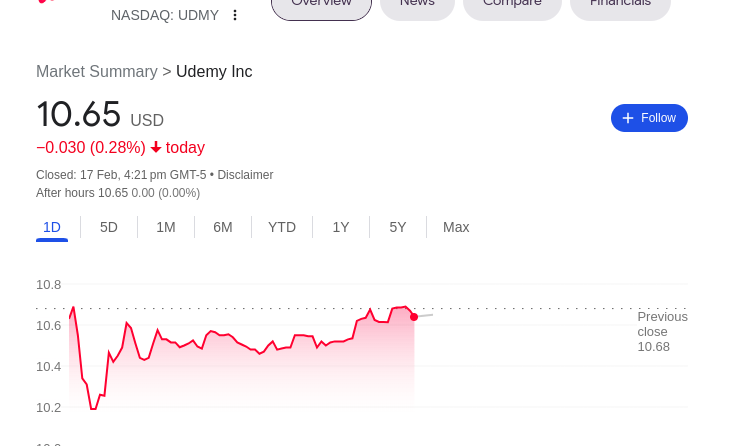 Overview News Compare Financials
NASDAQ: UDMY
Market Summary > Udemy Inc
10.65 USD
−0.030 (0.28%) today
Follow
Closed: 17 Feb, 4:21 pm GMT-5 • Disclaimer
After hours 10.65 0.00 (0.00%)
1D 5D 1M 6M YTD 1Y 5Y Max
10.8
10.6
10.4
10.2
Previous
close
10.68